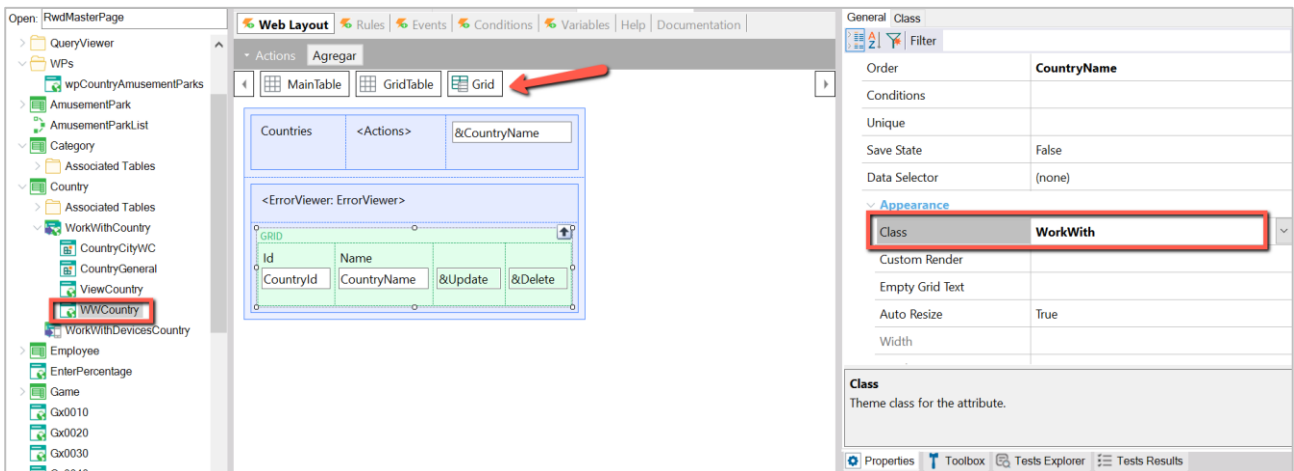 Open: RwdMasterPage
QueryViewer
WPs
wpCountryAmusementParks
AmusementPark
AmusementParkList
Category
Associated Tables
Country
Associated Tables
WorkWithCountry
CountryCityWC
CountryGeneral
ViewCountry
WWCountry
WorkWithDevicesCountry
Employee
EnterPercentage
Game
Gx0010
Gx0020
Gx0030
Web Layout Rules Events Conditions Variables Help Documentation
Actions Agregar
MainTable GridTable Grid
Countries <Actions> &CountryName
<ErrorViewer: ErrorViewer>
GRID
Id Name
CountryId CountryName &Update &Delete
General Class
Filter
Order CountryName
Conditions
Unique
Save State False
Data Selector (none)
Appearance
Class WorkWith
Custom Render
Empty Grid Text
Auto Resize True
Width
Class
Theme class for the attribute.
Properties Toolbox Tests Explorer Tests Results